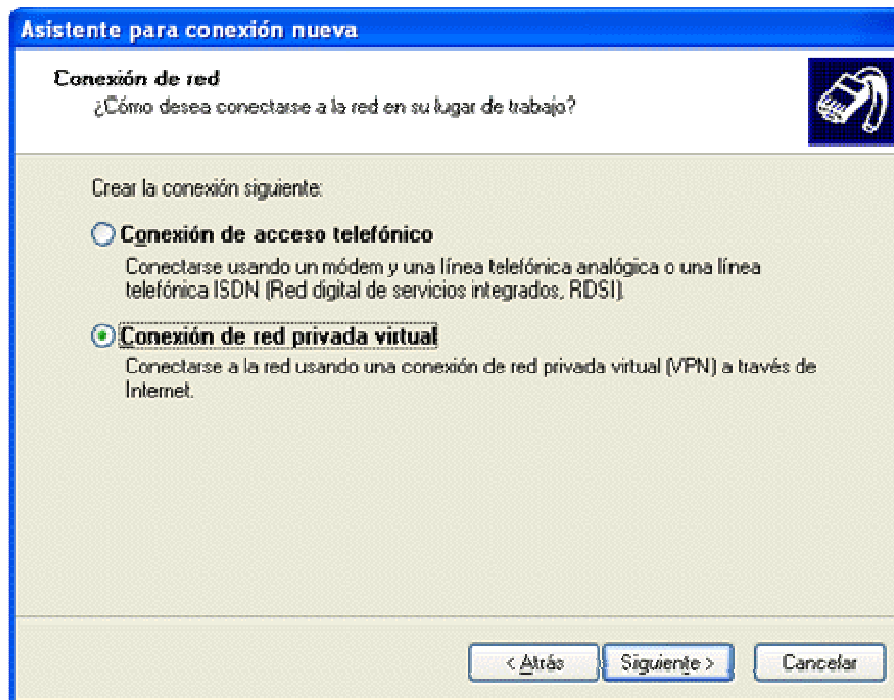 Asistente para conexión nueva
Conexión de red
¿Cómo desea conectarse a la red en su lugar de trabajo?
Crear la conexión siguiente:
Conexión de acceso telefónico
Conectarse usando un módem y una línea telefónica analógica o una línea
telefónica ISDN (Red digital de servicios integrados, RDSI).
Conexión de red privada virtual
Conectarse a la red usando una conexión de red privada virtual (VPN) a través de
Internet.
< Atrás Siguiente > Cancelar